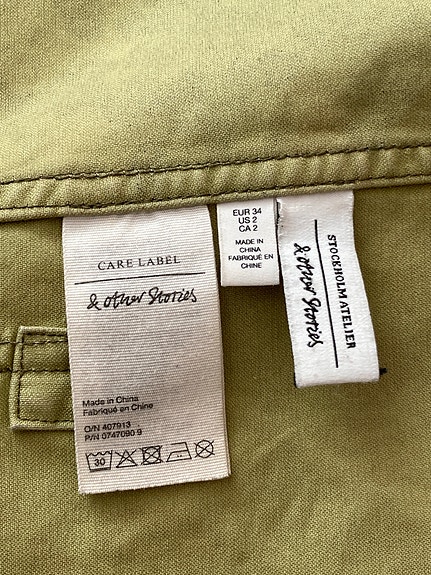 CARE LABEL
& other Stories
Made in China
Fabriqué en Chine
O/N 407913
P/N 0747090 9
30
EUR 34
US 2
CA 2
MADE IN
CHINA
FABRIQUÉ EN
CHINE
STOCKHOLM ATELIER
& other Stories